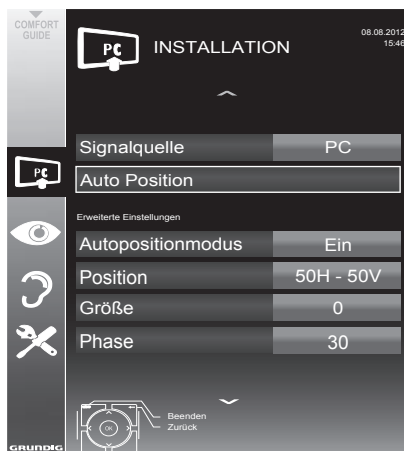 COMFORT
GUIDE
PC
INSTALLATION
08.08.2012
15:46
Signalquelle PC
PC
Auto Position
Erweiterte Einstellungen
Autopositionmodus Ein
Position 50H - 50V
Größe 0
Phase 30
Beenden
Zurück
OK
GRUNDIG